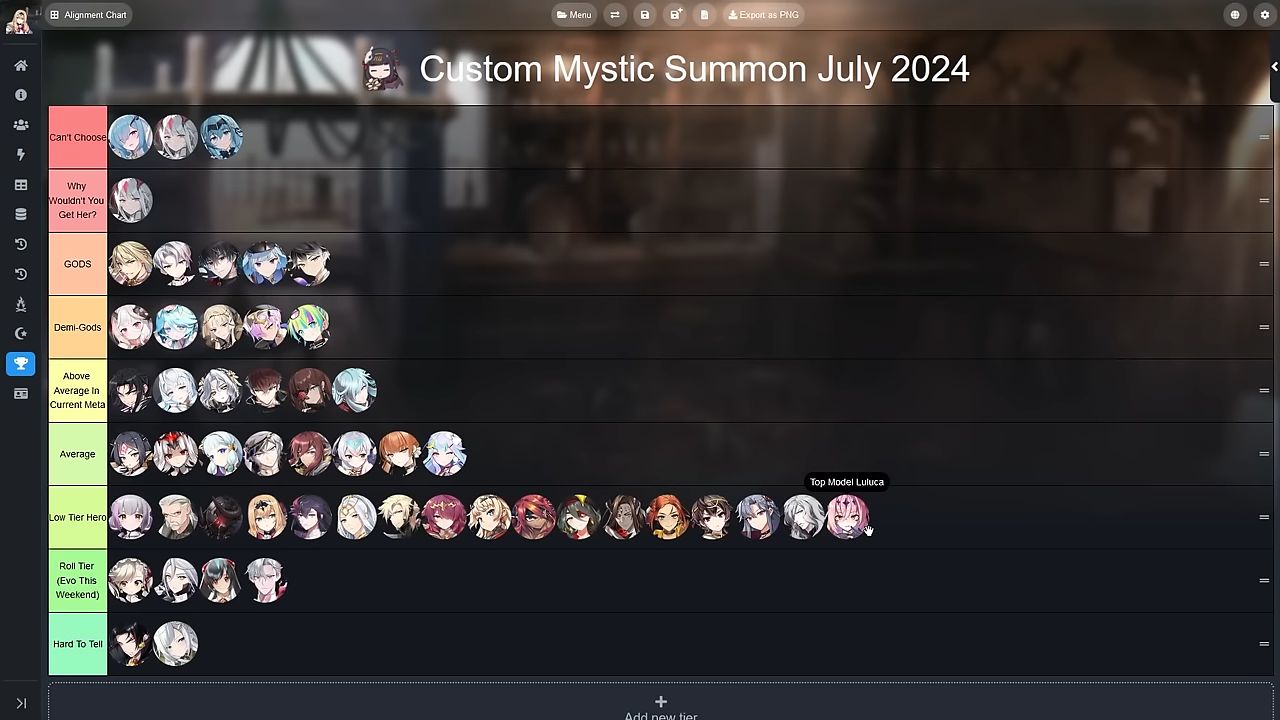 Alignment Chart
Menu
Export as PNG
Custom Mystic Summon July 2024
Can't Choose
Why
Wouldn't You
Get Her?
GODS
Demi-Gods
Above
Average In
Current Meta
Average
Top Model Luluca
Low Tier Hero
Roll Tier
(Evo This
Weekend)
Hard To Tell
Add new tier